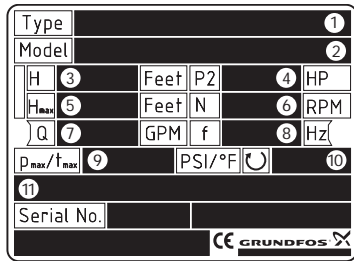 Type 1
Model 2
H 3 Feet P2 4 HP
Hmax 5 Feet N 6 RPM
Q 7 GPM f 8 Hz
pmax/tmax 9 PSI/°F 10
11
Serial No.
CE GRUNDFOS